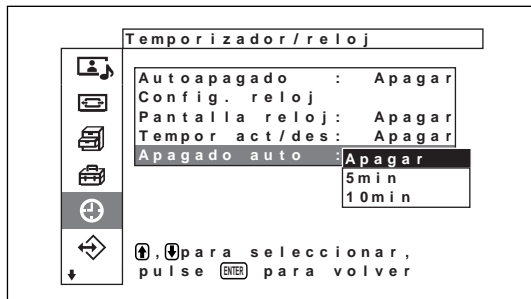 Temporizador/reloj
Autoapagado : Apagar
Config. reloj
Pantalla reloj: Apagar
Tempor act/des: Apagar
Apagado auto : Apagar
5min
10min
, para seleccionar,
pulse ENTER para volver